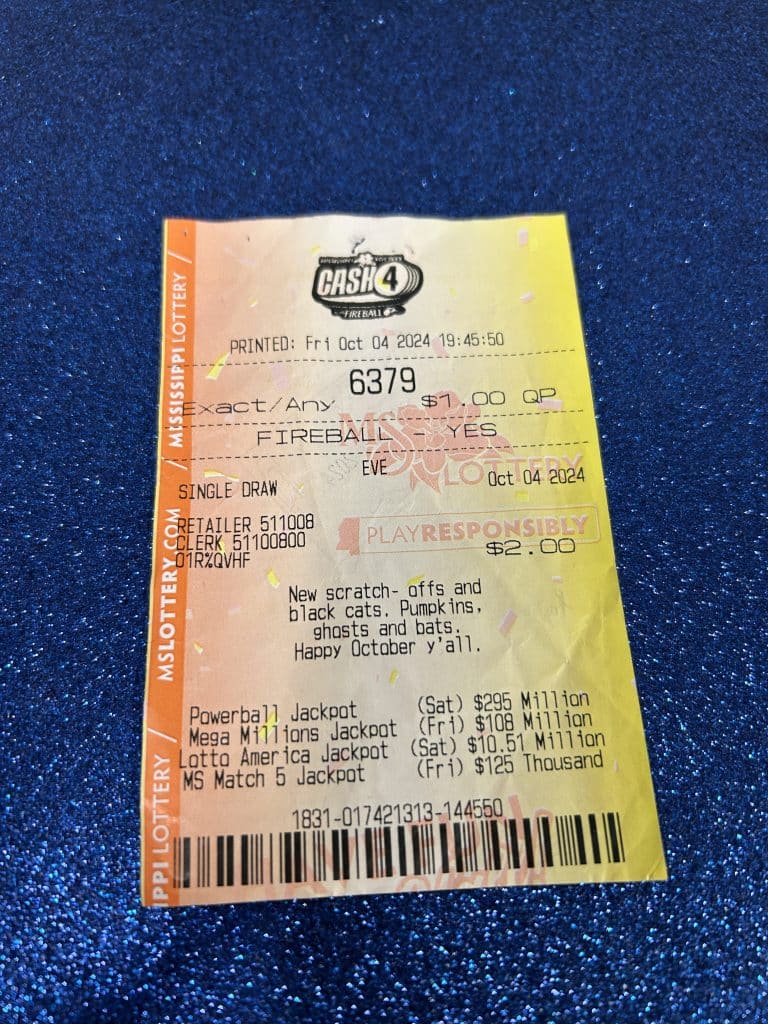 CASH 4
FIREBALL
PRINTED: Fri Oct 04 2024 19:45:50
6379
Exact/Any $1.00 QP
FIREBALL - YES
EVE
SINGLE DRAW Oct 04 2024
RETAILER 511008
CLERK 51100800
01R%QVHF
$2.00
MS
LOTTERY
PLAYRESPONSIBLY
New scratch- offs and
black cats. Pumpkins,
ghosts and bats.
Happy October y'all.
Powerball Jackpot (Sat) $295 Million
Mega Millions Jackpot (Fri) $108 Million
Lotto America Jackpot (Sat) $10.51 Million
MS Match 5 Jackpot (Fri) $125 Thousand
1831-017421313-144550
IPPI LOTTERY / MSLOTTERY.COM / MISSISSIPPI LOTTERY /